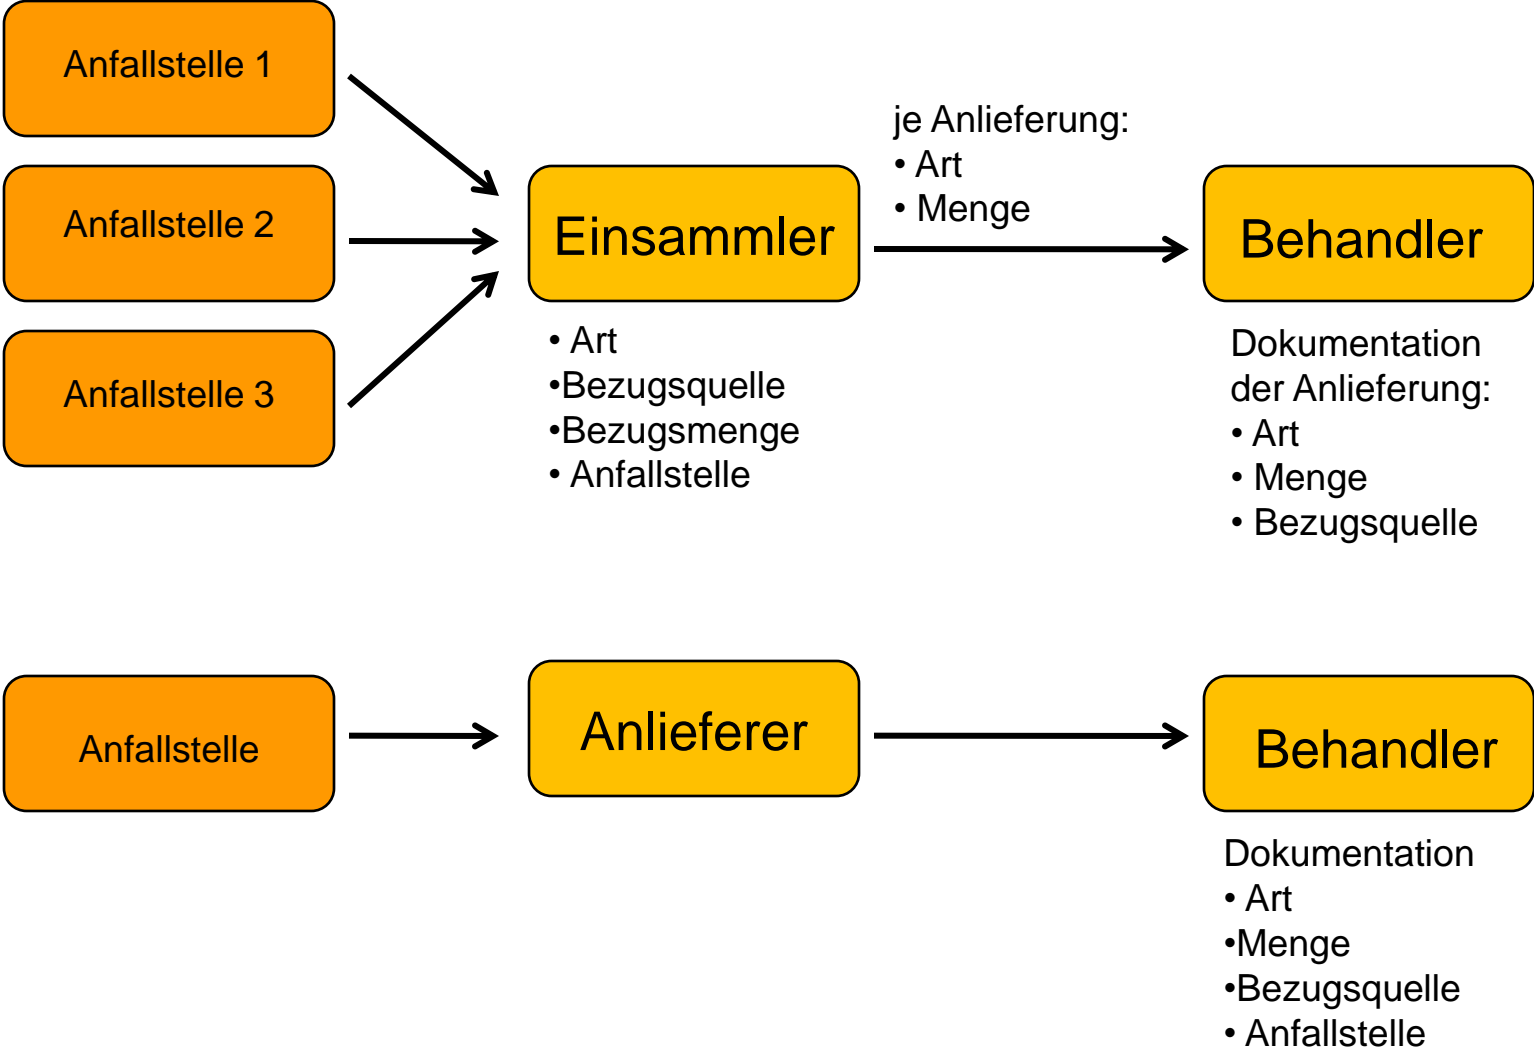 Anfallstelle 1
Anfallstelle 2
Anfallstelle 3
Einsammler
• Art
•Bezugsquelle
•Bezugsmenge
• Anfallstelle
je Anlieferung:
• Art
• Menge
Behandler
Dokumentation
der Anlieferung:
• Art
• Menge
• Bezugsquelle
Anfallstelle
Anlieferer
Behandler
Dokumentation
• Art
•Menge
•Bezugsquelle
• Anfallstelle